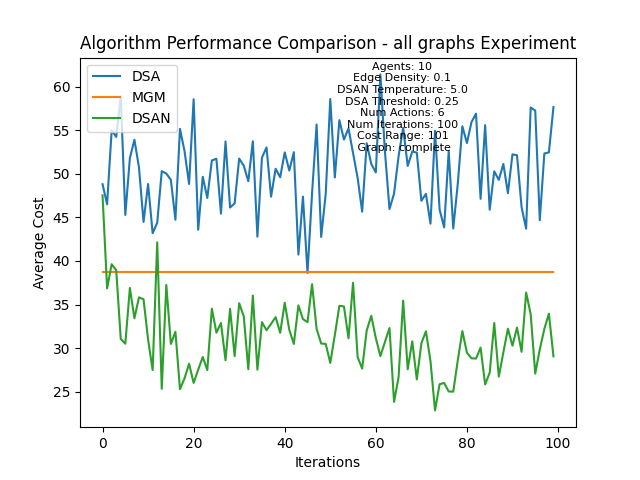 Algorithm Performance Comparison - all graphs Experiment
DSA
MGM
DSAN
Agents: 10
Edge Density: 0.1
DSAN Temperature: 5.0
DSA Threshold: 0.25
Num Actions: 6
Num Iterations: 100
Cost Range: 101
Graph: complete
Average Cost
60
55
50
45
40
35
30
25
0
20
40
60
80
100
Iterations